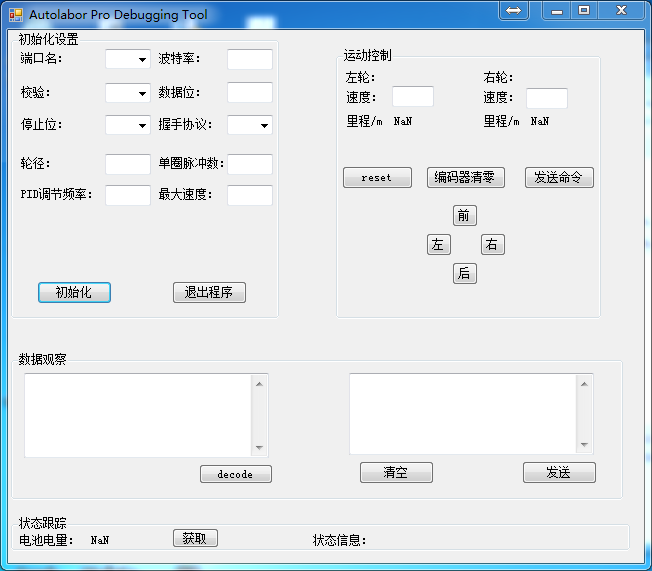 Autolabor Pro Debugging Tool
初始化设置
端口名： 波特率：
校验： 数据位：
停止位： 握手协议：
轮径： 单圈脉冲数：
PID调节频率： 最大速度：
初始化 退出程序
运动控制
左轮： 右轮：
速度： 速度：
里程/m NaN 里程/m NaN
reset 编码器清零 发送命令
前
左 右
后
数据观察
decode 清空 发送
状态跟踪
电池电量： NaN 获取 状态信息：